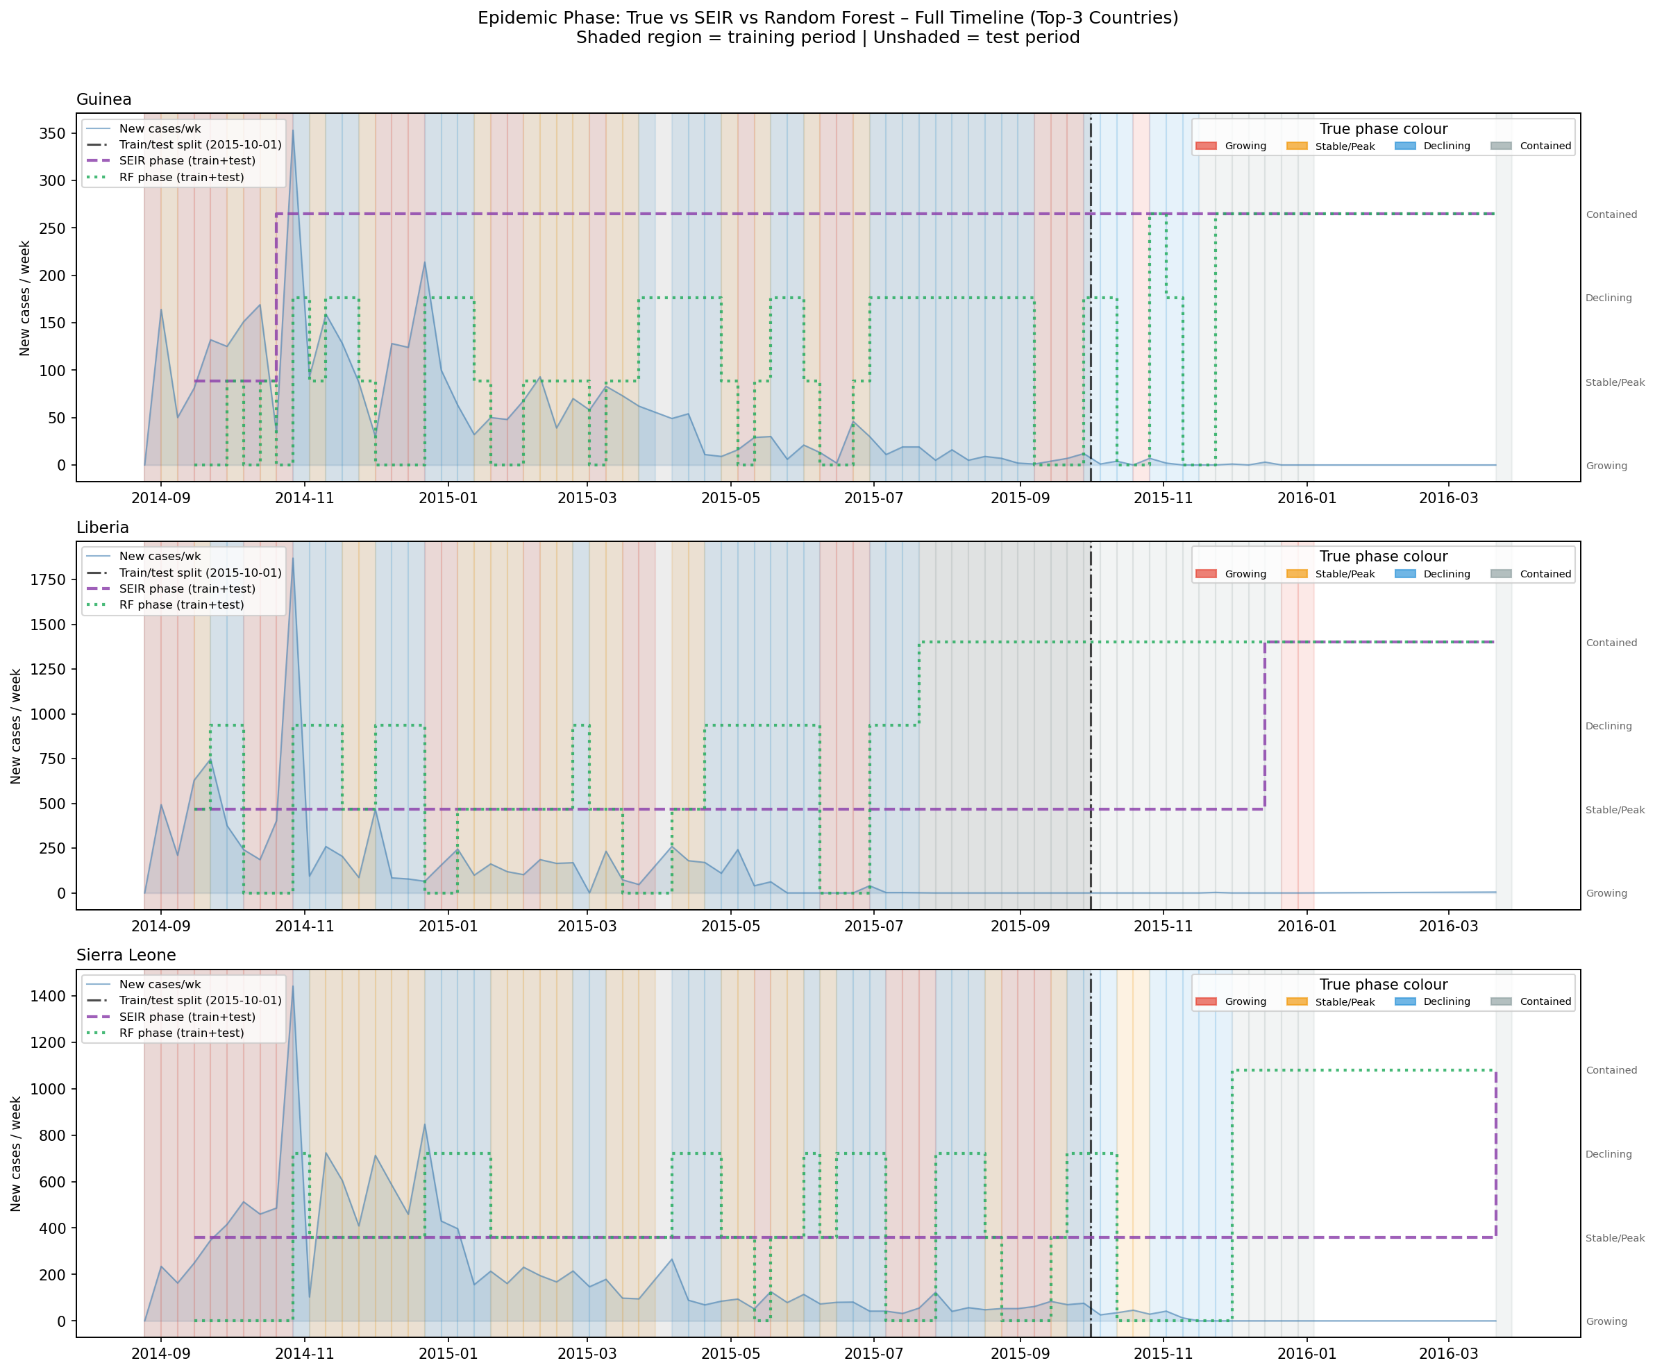 Epidemic Phase: True vs SEIR vs Random Forest – Full Timeline (Top-3 Countries)
Shaded region = training period | Unshaded = test period
Guinea
New cases/wk
Train/test split (2015-10-01)
SEIR phase (train+test)
RF phase (train+test)
True phase colour
Growing Stable/Peak Declining Contained
New cases / week
350
300
250
200
150
100
50
0
Contained
Declining
Stable/Peak
Growing
2014-09 2014-11 2015-01 2015-03 2015-05 2015-07 2015-09 2015-11 2016-01 2016-03
Liberia
New cases/wk
Train/test split (2015-10-01)
SEIR phase (train+test)
RF phase (train+test)
True phase colour
Growing Stable/Peak Declining Contained
New cases / week
1750
1500
1250
1000
750
500
250
0
Contained
Declining
Stable/Peak
Growing
2014-09 2014-11 2015-01 2015-03 2015-05 2015-07 2015-09 2015-11 2016-01 2016-03
Sierra Leone
New cases/wk
Train/test split (2015-10-01)
SEIR phase (train+test)
RF phase (train+test)
True phase colour
Growing Stable/Peak Declining Contained
New cases / week
1400
1200
1000
800
600
400
200
0
Contained
Declining
Stable/Peak
Growing
2014-09 2014-11 2015-01 2015-03 2015-05 2015-07 2015-09 2015-11 2016-01 2016-03